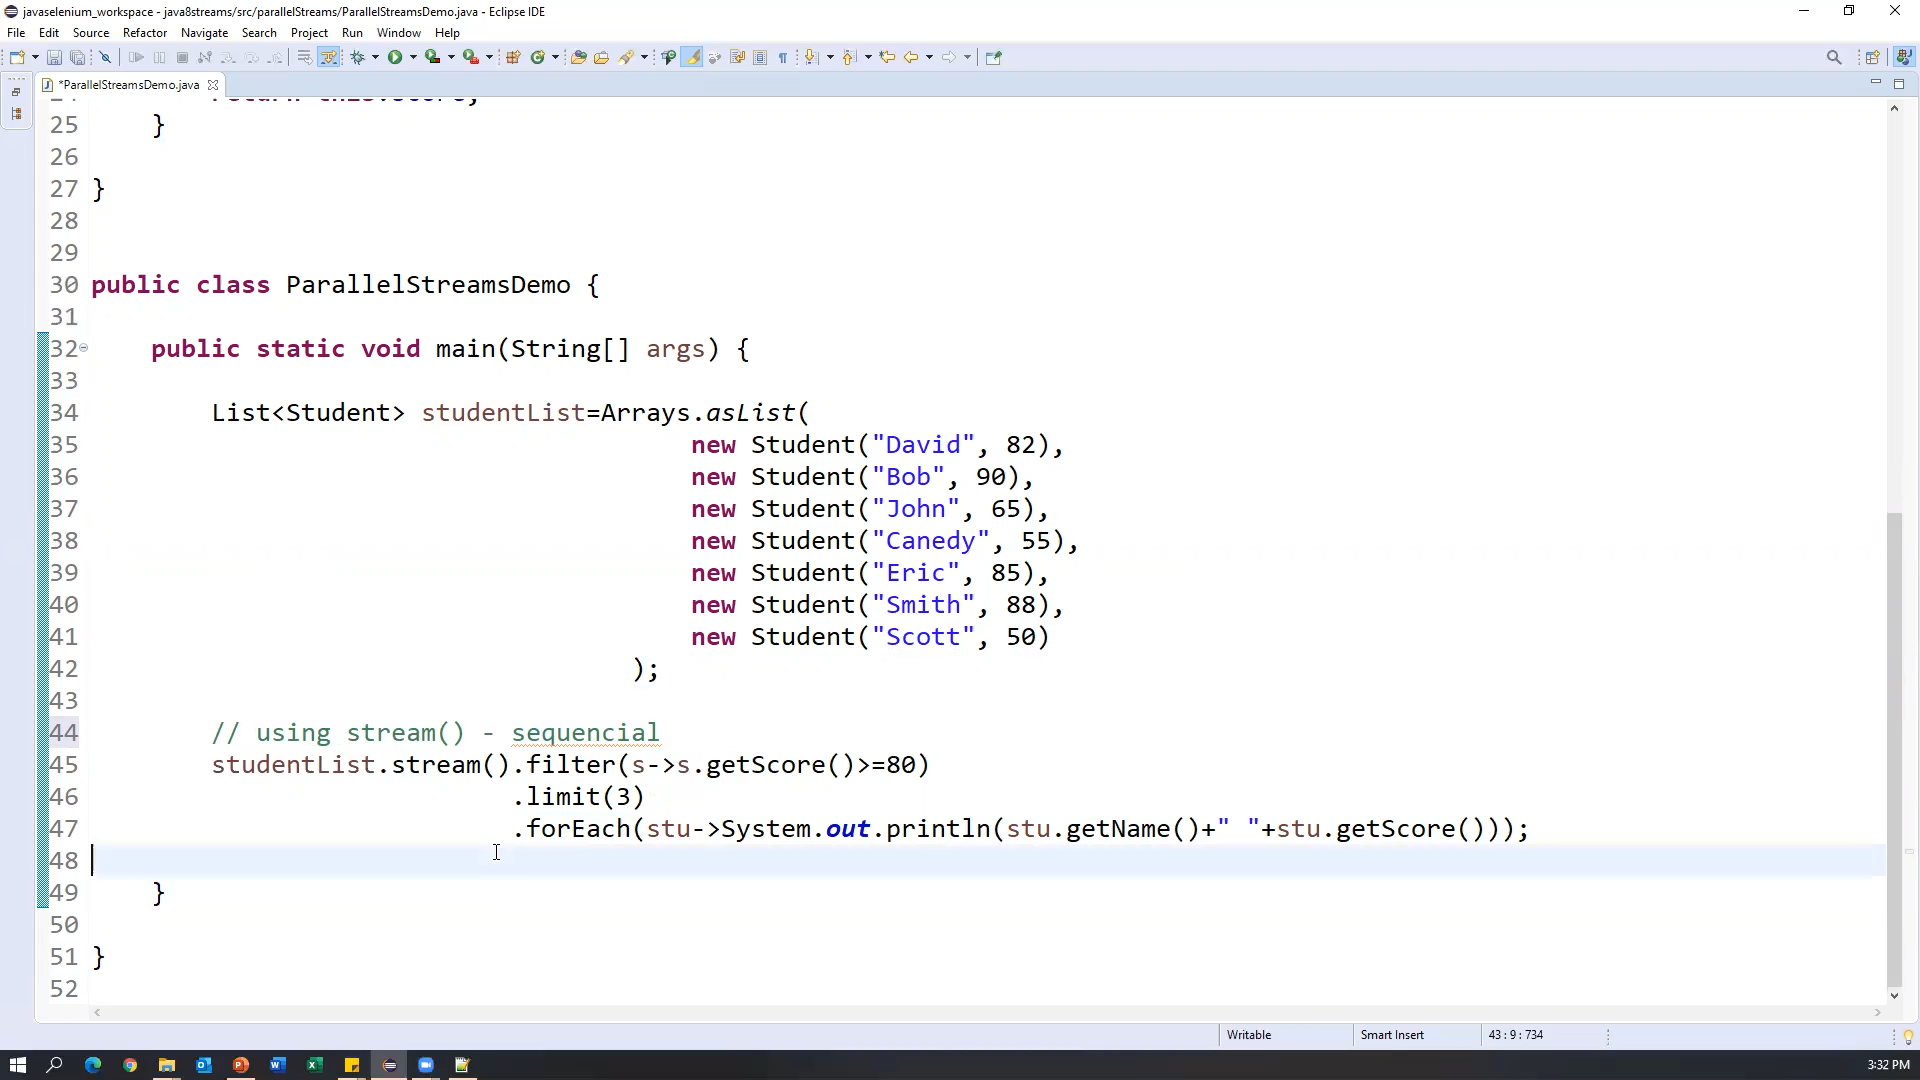 javaselenium_workspace - java8streams/src/parallelStreams/ParallelStreamsDemo.java - Eclipse IDE
File Edit Source Refactor Navigate Search Project Run Window Help
*ParallelStreamsDemo.java
24 return this.score;
25 }
26
27 }
28
29
30 public class ParallelStreamsDemo {
31
32 public static void main(String[] args) {
33
34 List<Student> studentList=Arrays.asList(
35 new Student("David", 82),
36 new Student("Bob", 90),
37 new Student("John", 65),
38 new Student("Canedy", 55),
39 new Student("Eric", 85),
40 new Student("Smith", 88),
41 new Student("Scott", 50)
42 );
43
44 // using stream() - sequencial
45 studentList.stream().filter(s->s.getScore()>=80)
46 .limit(3)
47 .forEach(stu->System.out.println(stu.getName()+" "+stu.getScore()));
48
49 }
50
51 }
52
Writable Smart Insert 43 : 9 : 734
3:32 PM